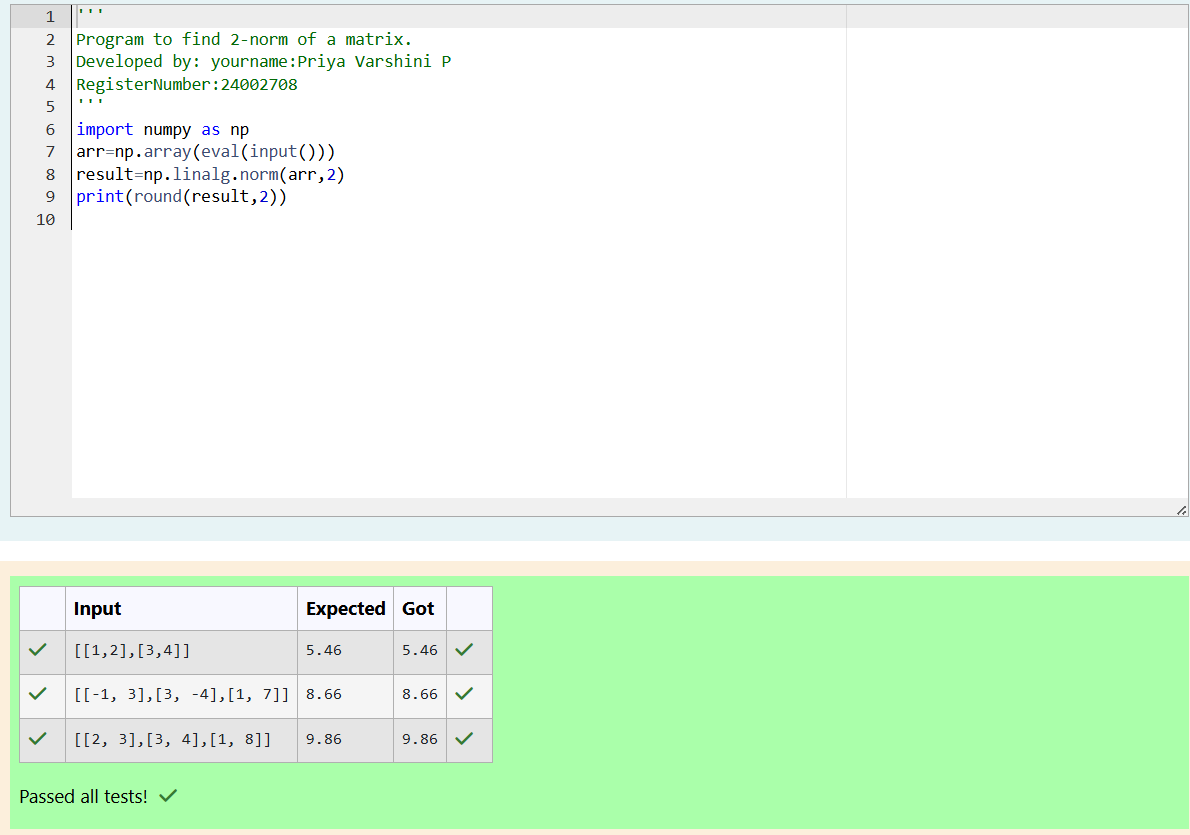 1 '''
2 Program to find 2-norm of a matrix.
3 Developed by: yourname:Priya Varshini P
4 RegisterNumber:24002708
5 '''
6 import numpy as np
7 arr=np.array(eval(input()))
8 result=np.linalg.norm(arr,2)
9 print(round(result,2))
10
Input Expected Got
[[1,2],[3,4]] 5.46 5.46
[[-1, 3],[3, -4],[1, 7]] 8.66 8.66
[[2, 3],[3, 4],[1, 8]] 9.86 9.86
Passed all tests!